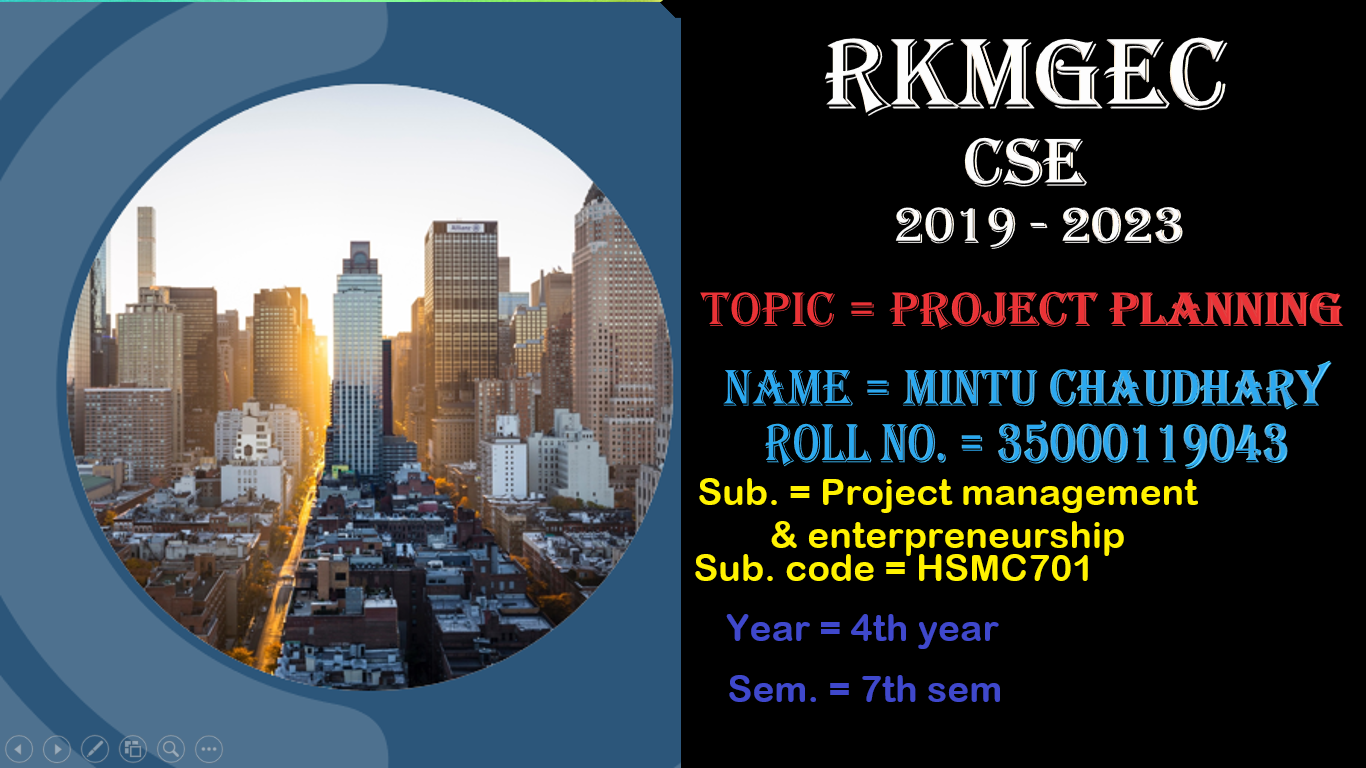 RKMGEC
CSE
2019 - 2023
TOPIC = PROJECT PLANNING
NAME = MINTU CHAUDHARY
ROLL NO. = 35000119043
Sub. = Project management
& enterpreneurship
Sub. code = HSMC701
Year = 4th year
Sem. = 7th sem
Allianz